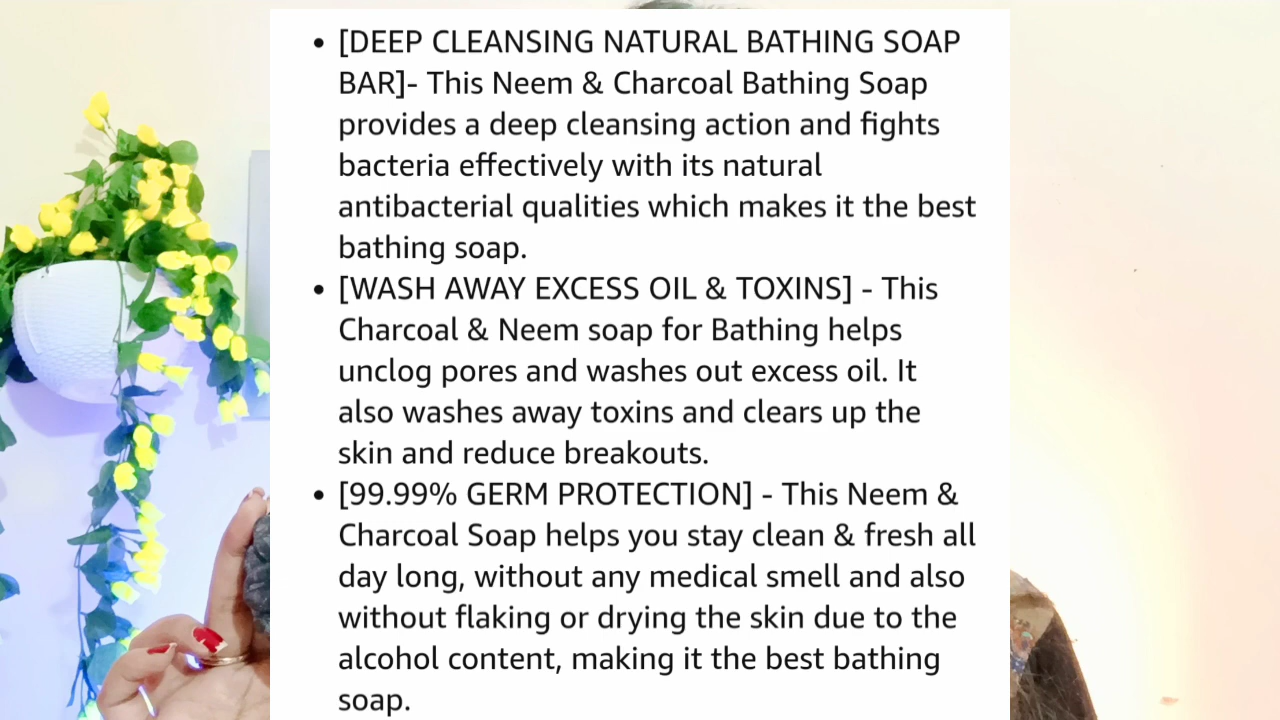 • [DEEP CLEANSING NATURAL BATHING SOAP
BAR]- This Neem & Charcoal Bathing Soap
provides a deep cleansing action and fights
bacteria effectively with its natural
antibacterial qualities which makes it the best
bathing soap.
• [WASH AWAY EXCESS OIL & TOXINS] - This
Charcoal & Neem soap for Bathing helps
unclog pores and washes out excess oil. It
also washes away toxins and clears up the
skin and reduce breakouts.
• [99.99% GERM PROTECTION] - This Neem &
Charcoal Soap helps you stay clean & fresh all
day long, without any medical smell and also
without flaking or drying the skin due to the
alcohol content, making it the best bathing
soap.